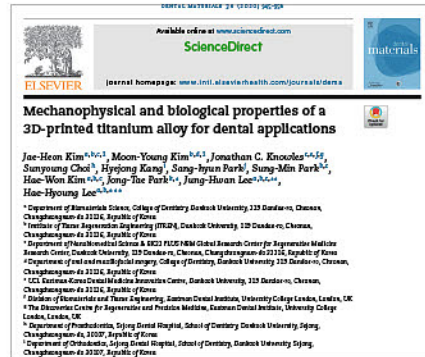 DENTAL MATERIALS 36 (2020) 945–958
Available online at www.sciencedirect.com
ScienceDirect
journal homepage: www.intl.elsevierhealth.com/journals/dema
ELSEVIER
materials
Mechanophysical and biological properties of a
3D-printed titanium alloy for dental applications
Jae-Heon Kim, Moon-Young Kim, Jonathan C. Knowles,
Sunyoung Choi, Hyejong Kang, Sang-hyun Park, Sung-Min Park,
Hae-Won Kim, Jong-Tae Park, Jung-Hwan Lee,
Hae-Hyoung Lee
a Department of Biomaterials Science, College of Dentistry, Dankook University, 119 Dandae-ro, Cheonan,
Chungcheongnam-do 31116, Republic of Korea
b Institute of Tissue Regeneration Engineering (ITREN), Dankook University, 119 Dandae-ro, Cheonan,
Chungcheongnam-do 31116, Republic of Korea
c Department of Nanobiomedical Science & BK21 PLUS NBM Global Research Center for Regenerative Medicine
Research Center, Dankook University, 119 Dandae-ro, Cheonan, Chungcheongnam-do 31116, Republic of Korea
d Department of oral and maxillofacial surgery, College of Dentistry, Dankook University, 119 Dandae-ro, Cheonan,
Chungcheongnam-do 31116, Republic of Korea
e UCL Eastman-Korea Dental Medicine Innovation Centre, Dankook University, 119 Dandae-ro, Cheonan,
Chungcheongnam-do 31116, Republic of Korea
f Division of Biomaterials and Tissue Engineering, Eastman Dental Institute, University College London, London, UK
g The Discoveries Centre for Regenerative and Precision Medicine, Eastman Dental Institute, University College
London, London, UK
h Department of Prosthodontics, Sejong Dental Hospital, School of Dentistry, Dankook University, Sejong,
Chungcheongnam-do, 30107, Republic of Korea
i Department of Orthodontics, Sejong Dental Hospital, School of Dentistry, Dankook University, Sejong,
Chungcheongnam-do, 30107, Republic of Korea